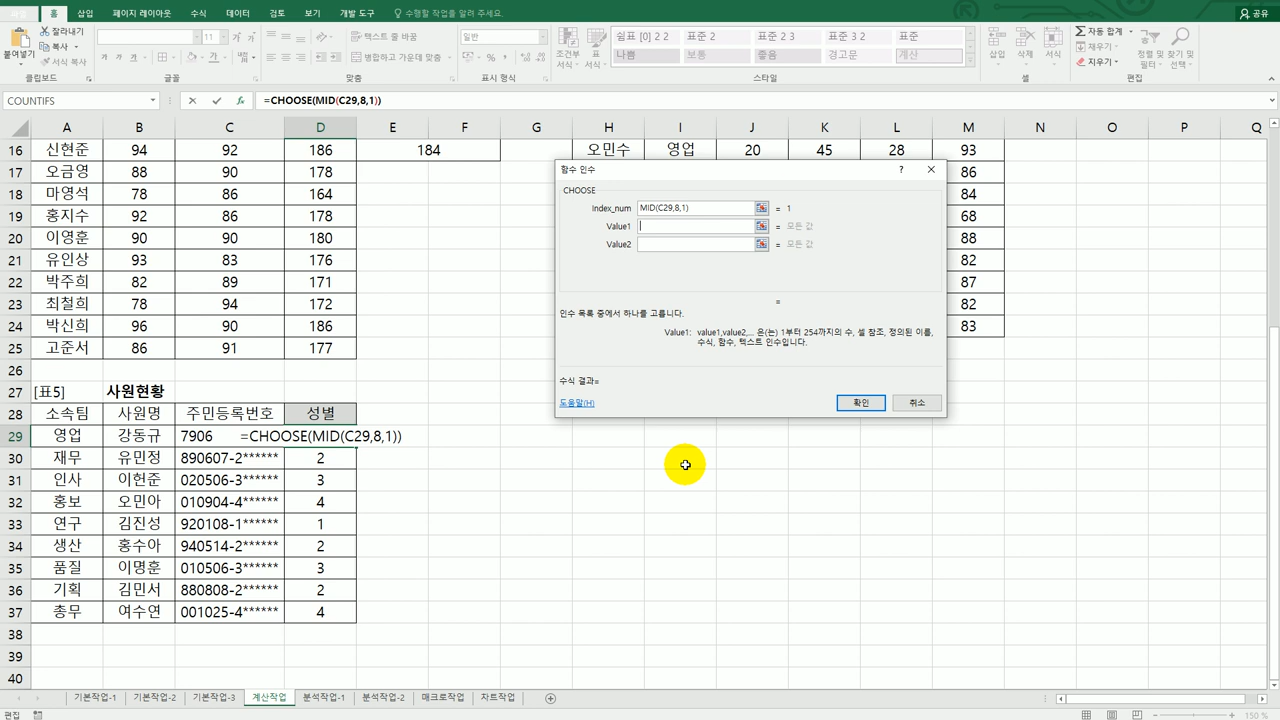 홈 삽입 페이지 레이아웃 수식 데이터 검토 보기 개발 도구 수행할 작업을 알려 주세요. 공유
붙여넣기 잘라내기 복사 서식 복사
11 텍스트 줄 바꿈 병합하고 가운데 맞춤 일반 조건부 서식 표 서식
쉼표 [0] 2 2 표준 2 표준 2 3 표준 3 2 표준
나쁨 보통 좋음 경고문 계산
삽입 삭제 서식 자동 합계 채우기 지우기 정렬 및 필터 찾기 및 선택
클립보드 글꼴 맞춤 표시 형식 스타일 셀 편집
COUNTIFS =CHOOSE(MID(C29,8,1))
A B C D E F G H I J K L M N O P Q
16 신현준 94 92 186 184 오민수 영업 20 45 28 93
17 오금영 88 90 178 86
18 마영석 78 86 164 84
19 홍지수 92 86 178 68
20 이영훈 90 90 180 88
21 유인상 93 83 176 82
22 박주희 82 89 171 87
23 최철희 78 94 172 82
24 박신희 96 90 186 83
25 고준서 86 91 177
26
27 [표5] 사원현황
28 소속팀 사원명 주민등록번호 성별
29 영업 강동규 7906 =CHOOSE(MID(C29,8,1))
30 재무 유민정 890607-2****** 2
31 인사 이헌준 020506-3****** 3
32 홍보 오민아 010904-4****** 4
33 연구 김진성 920108-1****** 1
34 생산 홍수아 940514-2****** 2
35 품질 이명훈 010506-3****** 3
36 기획 김민서 880808-2****** 2
37 총무 여수연 001025-4****** 4
38
39
40
함수 인수 ?
CHOOSE
Index_num MID(C29,8,1) = 1
Value1 = 모든 값
Value2 = 모든 값
=
인수 목록 중에서 하나를 고릅니다.
Value1: value1,value2,... 은(는) 1부터 254까지의 수, 셀 참조, 정의된 이름,
수식, 함수, 텍스트 인수입니다.
수식 결과=
도움말(H) 확인 취소
기본작업-1 기본작업-2 기본작업-3 계산작업 분석작업-1 분석작업-2 매크로작업 차트작업
편집 150 %